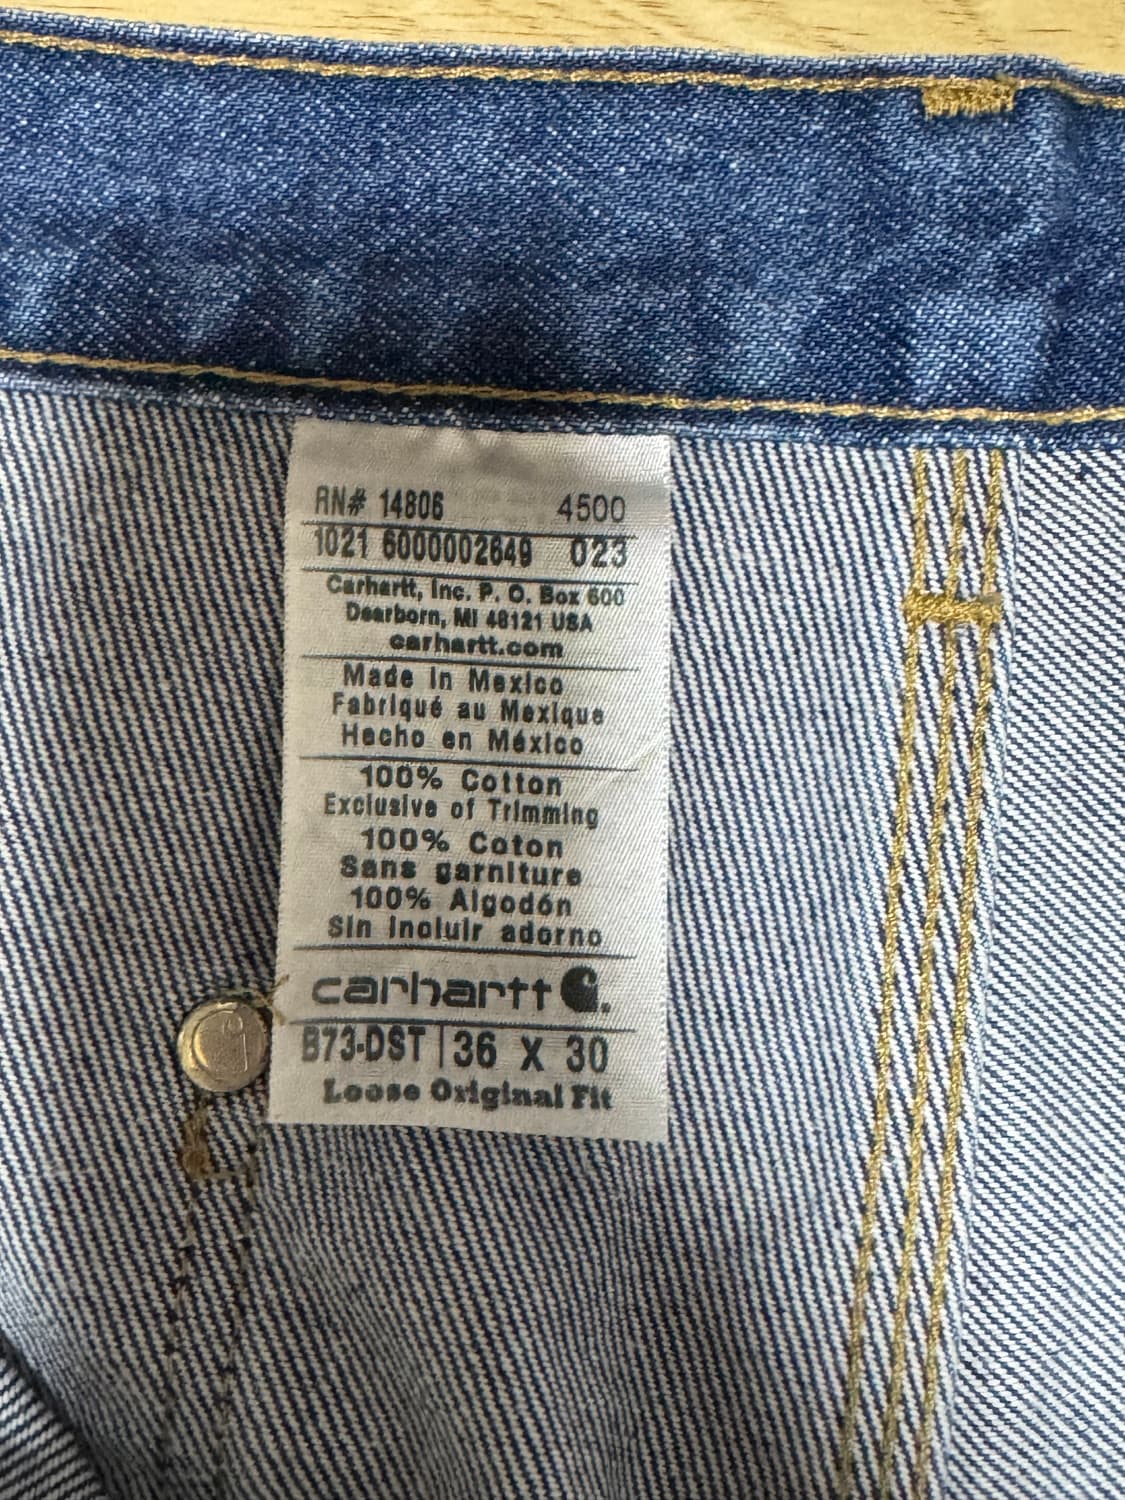 RN# 14806 4500
1021 6000002649 023
Carhartt, Inc. P. O. Box 600
Dearborn, MI 48121 USA
carhartt.com
Made in Mexico
Fabriqué au Mexique
Hecho en México
100% Cotton
Exclusive of Trimming
100% Coton
Sans garniture
100% Algodón
Sin incluir adorno
carhartt
B73-DST | 36 X 30
Loose Original Fit